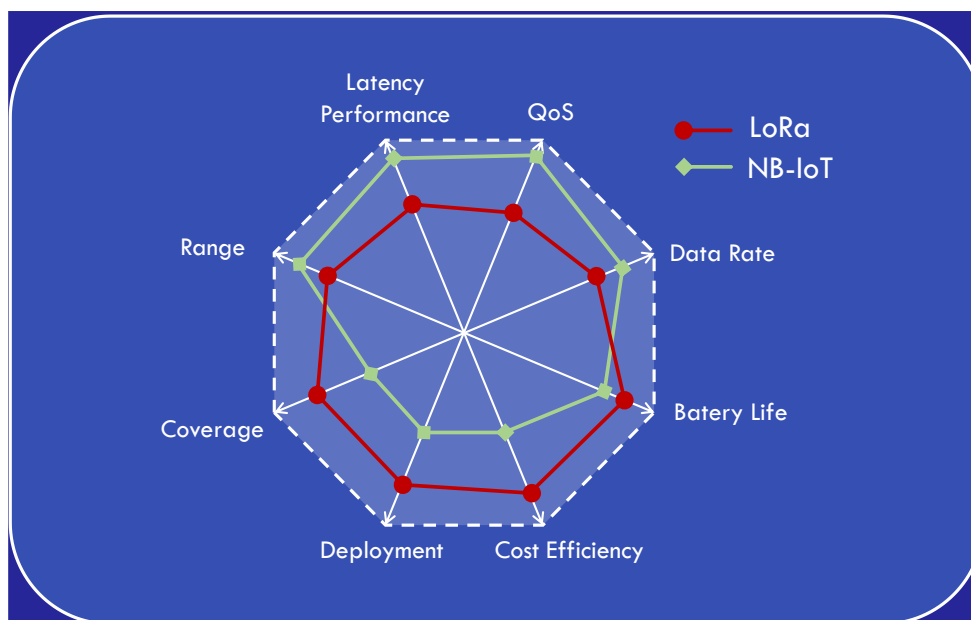 Latency
Performance
QoS
LoRa
NB-IoT
Range
Data Rate
Coverage
Batery Life
Deployment
Cost Efficiency